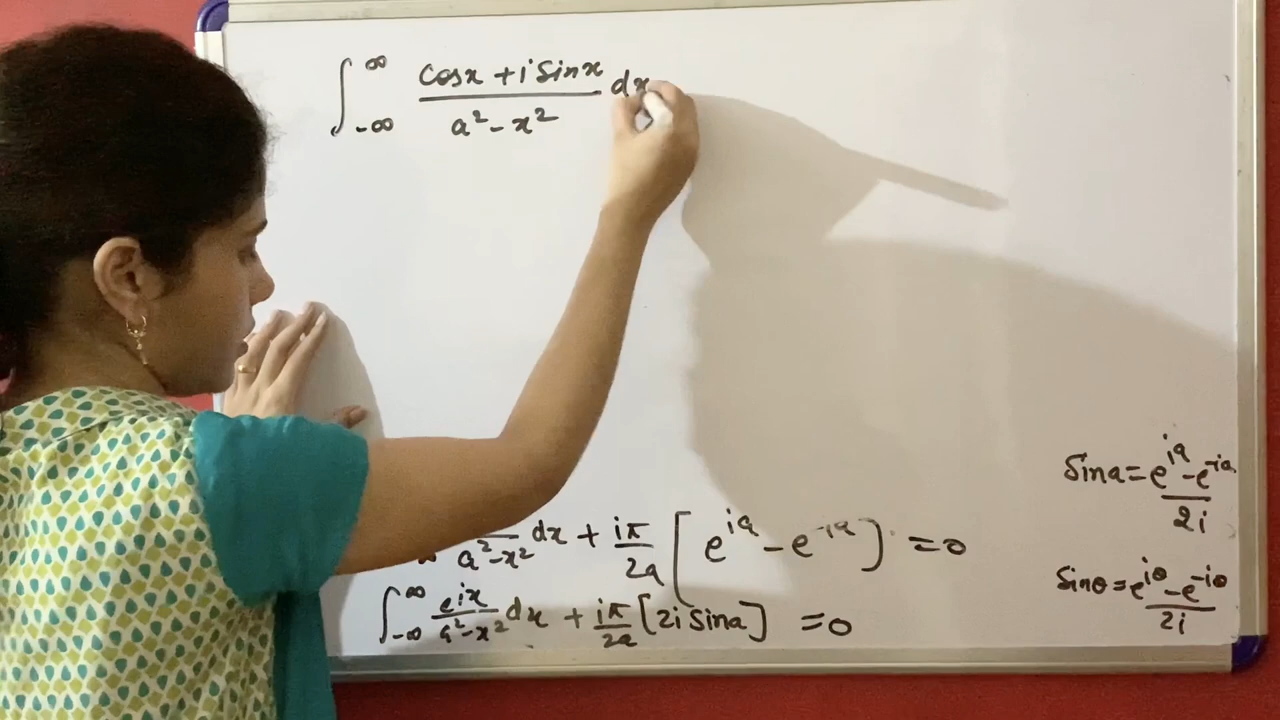 ∫_{-∞}^{∞} (cosx + i sinx)/(a² - x²) dx
a² - x² dx + iπ/2a [e^{ia} - e^{-ia}] = 0
∫_{-∞}^{∞} e^{ix}/(a² - x²) dx + iπ/2a [2i sina] = 0
Sina = (e^{ia} - e^{-ia})/2i
Sinθ = (e^{iθ} - e^{-iθ})/2i